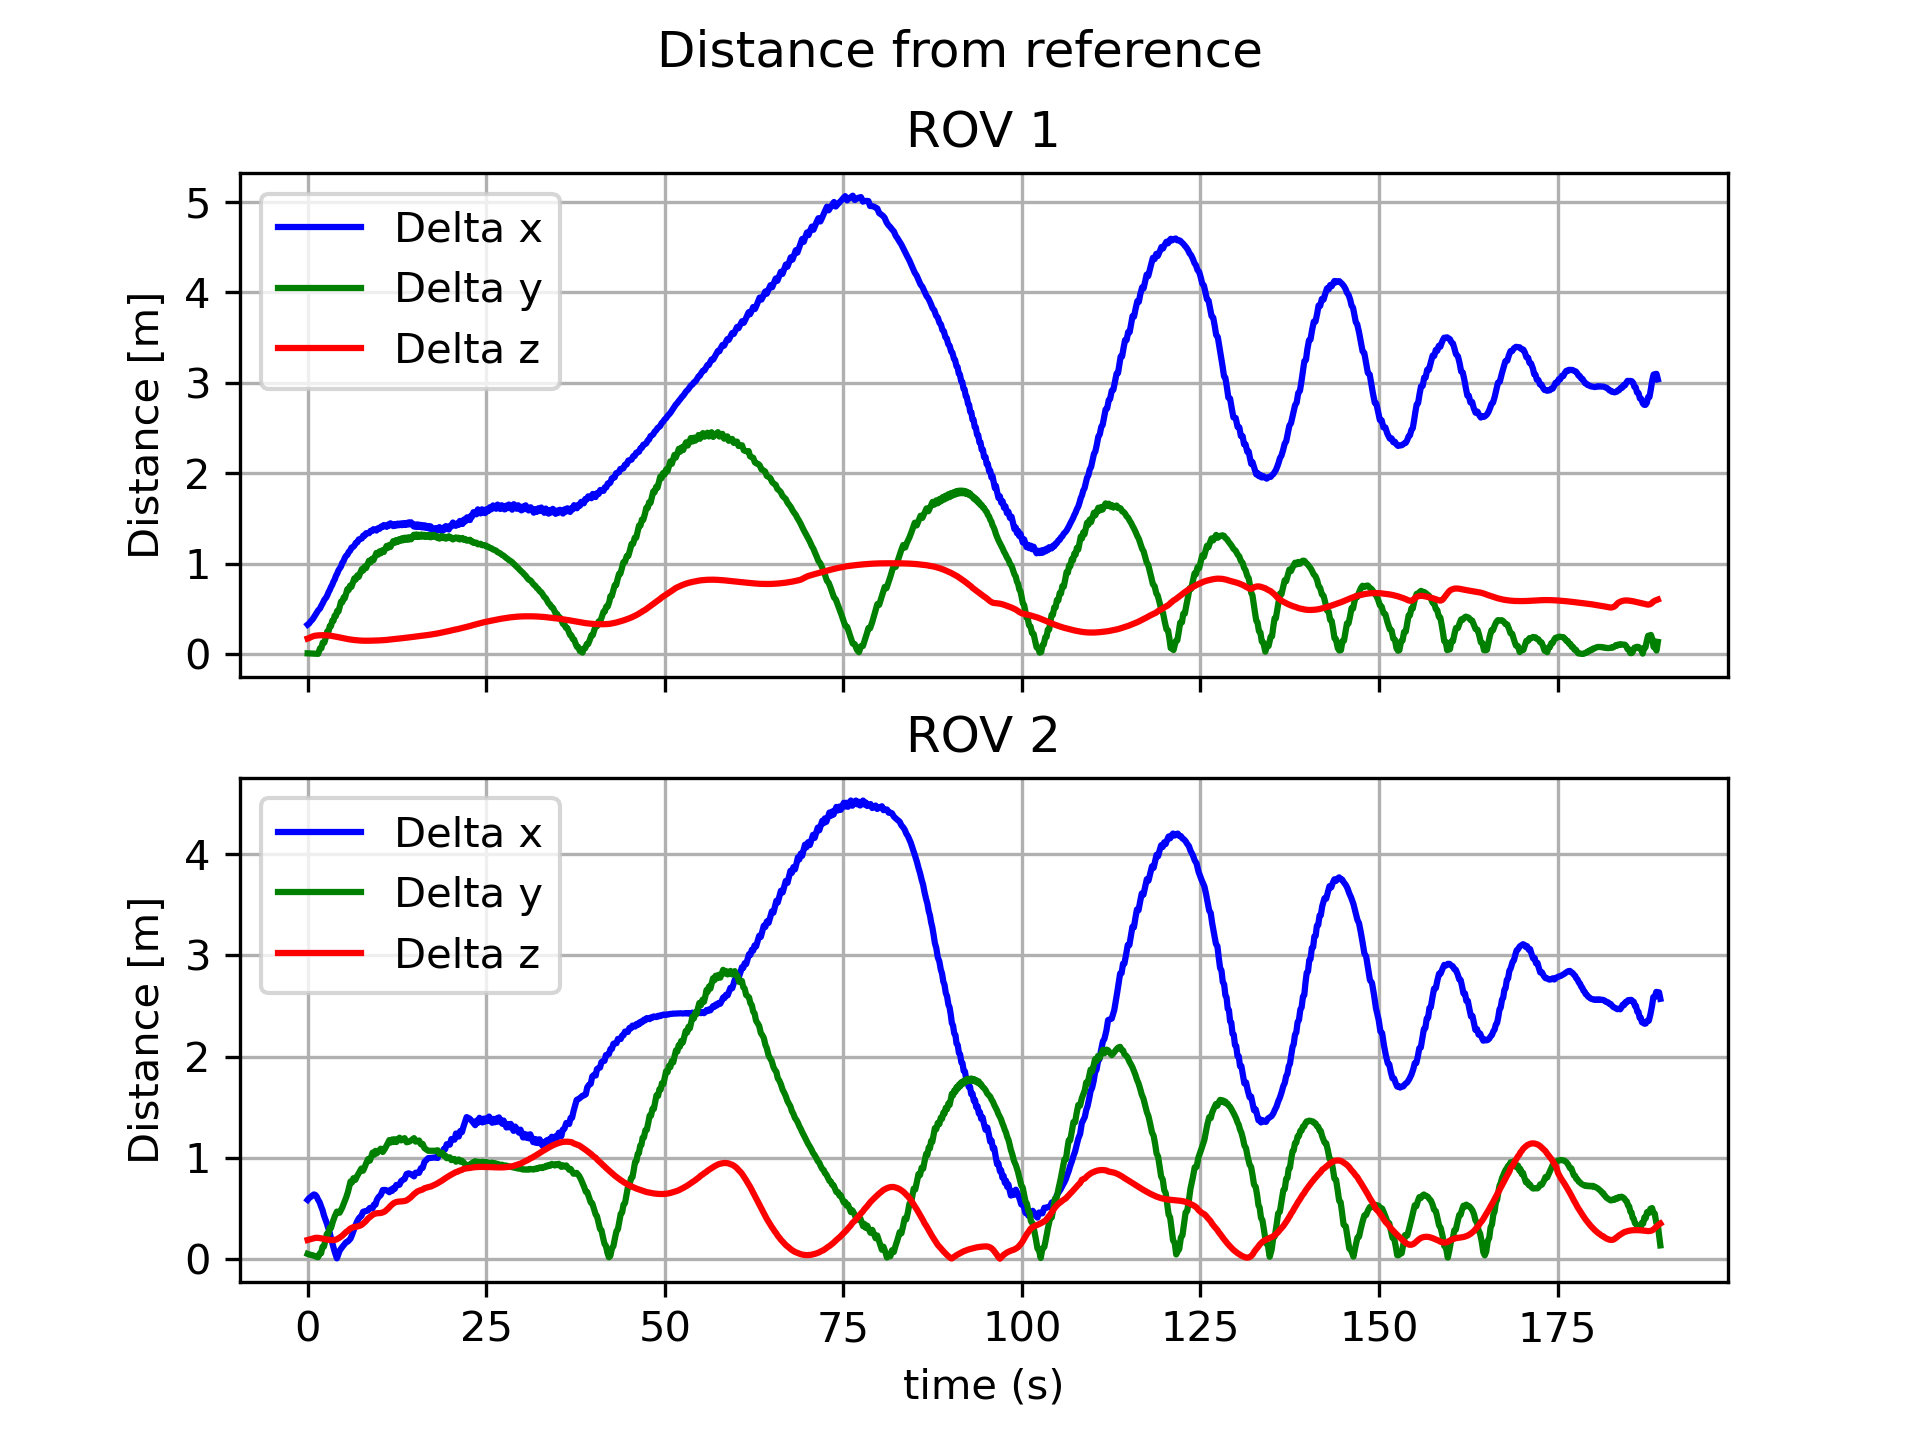 Distance from reference
ROV 1
Distance [m]
5
4
3
2
1
0
Delta x
Delta y
Delta z
ROV 2
Distance [m]
4
3
2
1
0
Delta x
Delta y
Delta z
0 25 50 75 100 125 150 175
time (s)